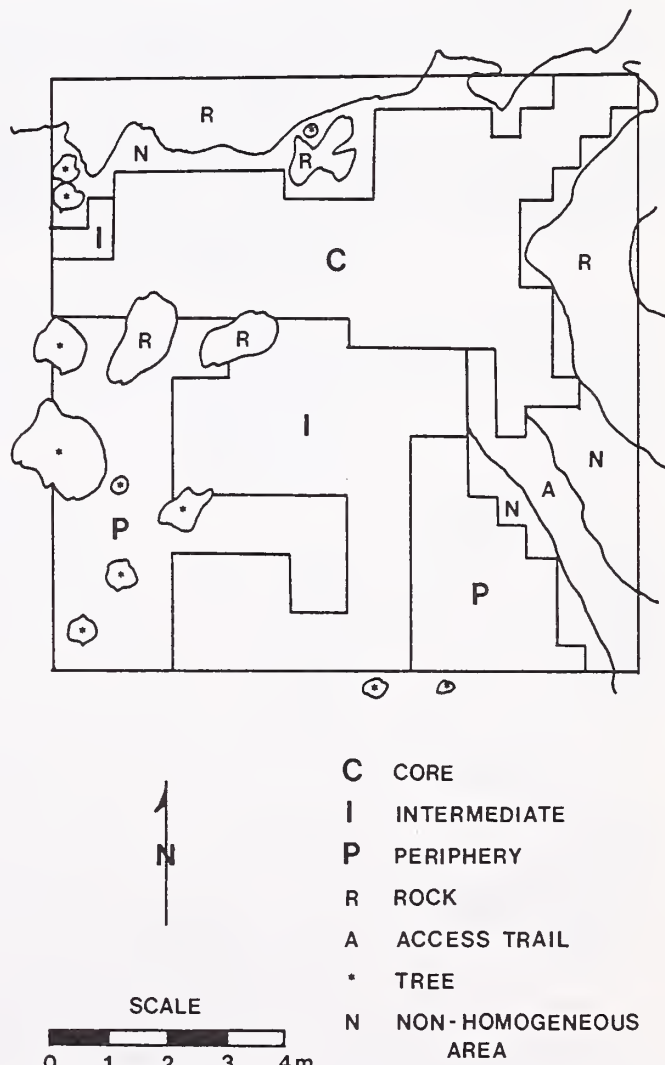 R
N
R
I
C
R
R
R
I
N
A
N
P
P
C CORE
I INTERMEDIATE
P PERIPHERY
R ROCK
A ACCESS TRAIL
* TREE
N NON-HOMOGENEOUS
AREA
N
SCALE
0 1 2 3 4m